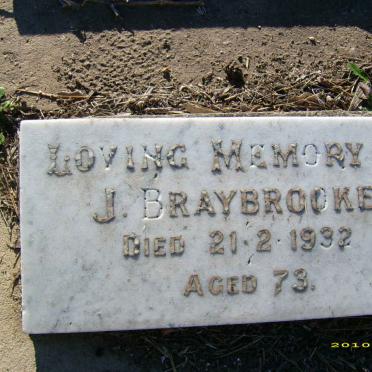 LOVING MEMORY
J. BRAYBROOKE
DIED 21·2·1932
AGED 73.
2010